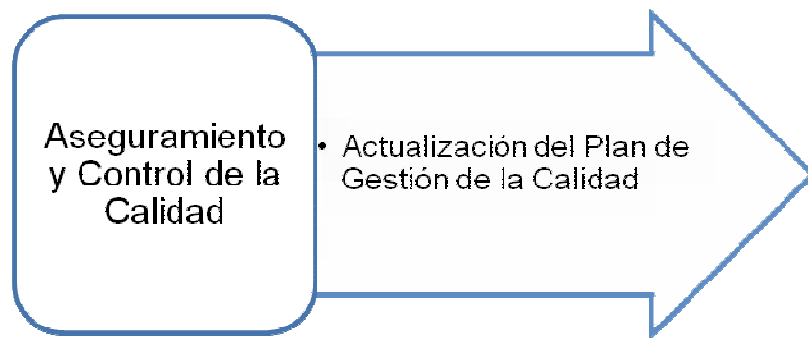 Aseguramiento
y Control de la
Calidad
• Actualización del Plan de
Gestión de la Calidad